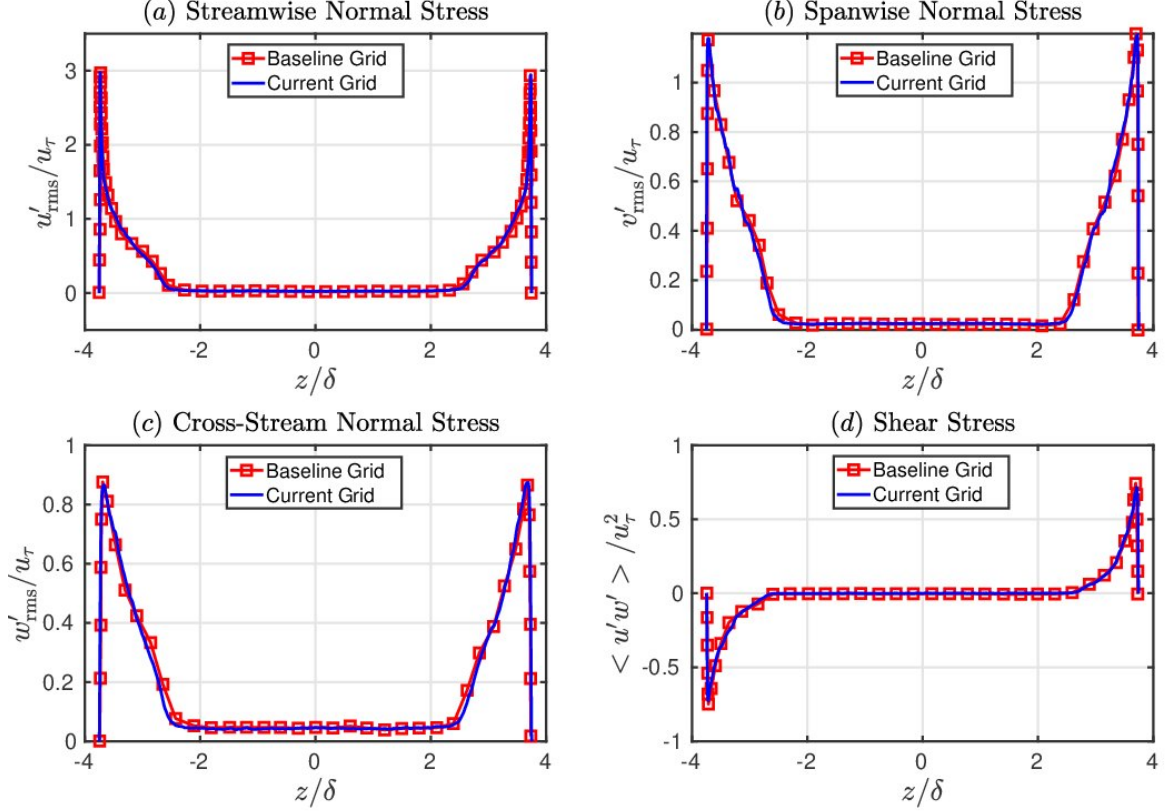 (a) Streamwise Normal Stress
Baseline Grid
Current Grid
u′rms/uτ
3
2
1
0
-4 -2 0 2 4
z/δ
(b) Spanwise Normal Stress
Baseline Grid
Current Grid
v′rms/uτ
1.2
1
0.8
0.6
0.4
0.2
0
-4 -2 0 2 4
z/δ
(c) Cross-Stream Normal Stress
Baseline Grid
Current Grid
w′rms/uτ
1
0.8
0.6
0.4
0.2
0
-4 -2 0 2 4
z/δ
(d) Shear Stress
Baseline Grid
Current Grid
< u′w′ > /u²τ
1
0.5
0
-0.5
-1
-4 -2 0 2 4
z/δ